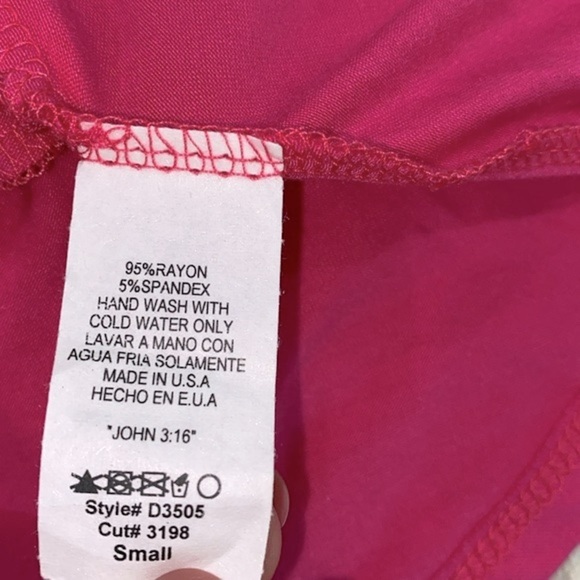 95%RAYON
5%SPANDEX
HAND WASH WITH
COLD WATER ONLY
LAVAR A MANO CON
AGUA FRIA SOLAMENTE
MADE IN U.S.A
HECHO EN E.U.A
"JOHN 3:16"
Style# D3505
Cut# 3198
Small